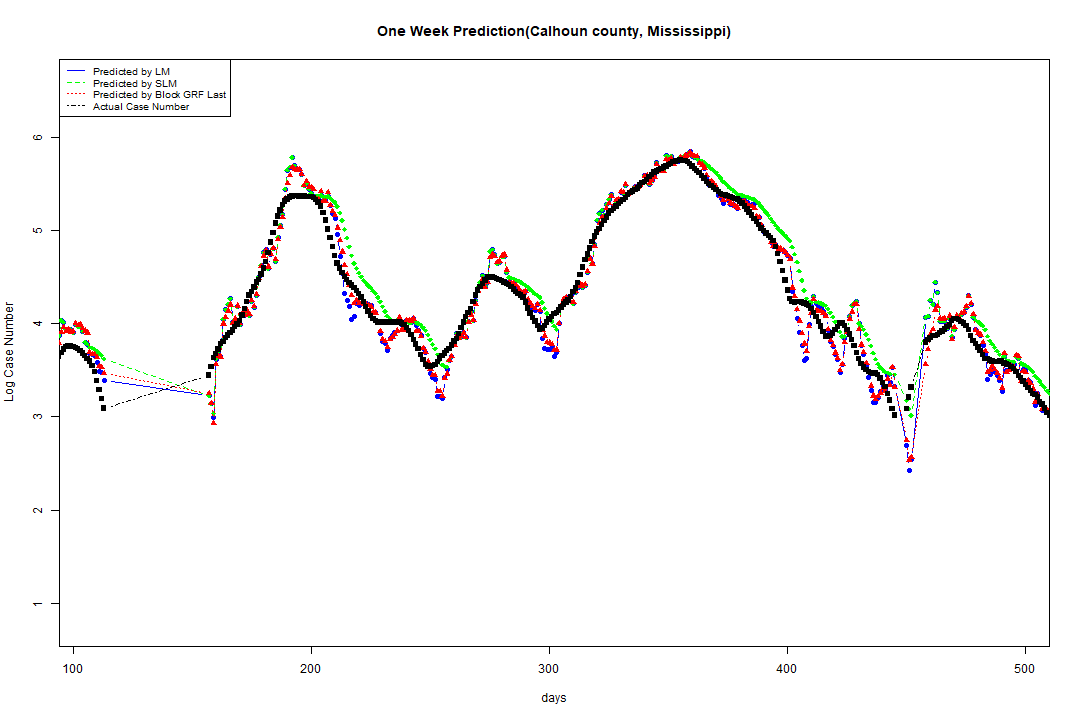 One Week Prediction(Calhoun county, Mississippi)
Predicted by LM
Predicted by SLM
Predicted by Block GRF Last
Actual Case Number
6
5
4
3
2
1
Log Case Number
100 200 300 400 500
days